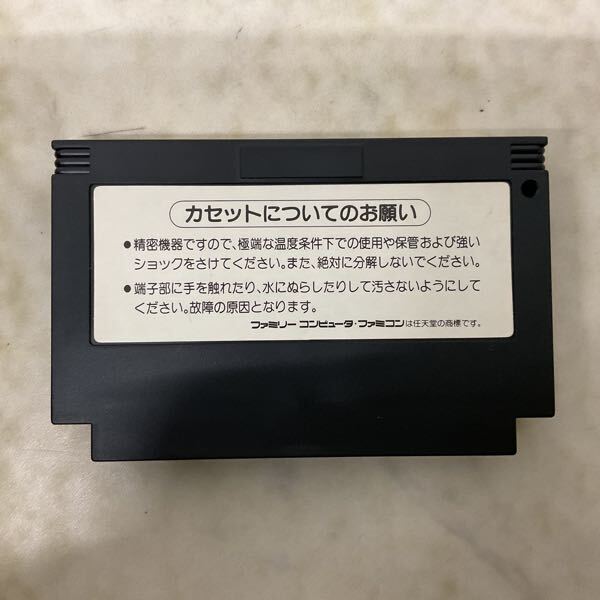 カセットについてのお願い
●精密機器ですので、極端な温度条件下での使用や保管および強い
ショックをさけてください。また、絶対に分解しないでください。
●端子部に手を触れたり、水にぬらしたりして汚さないようにして
ください。故障の原因となります。
ファミリーコンピュータ・ファミコンは任天堂の商標です。